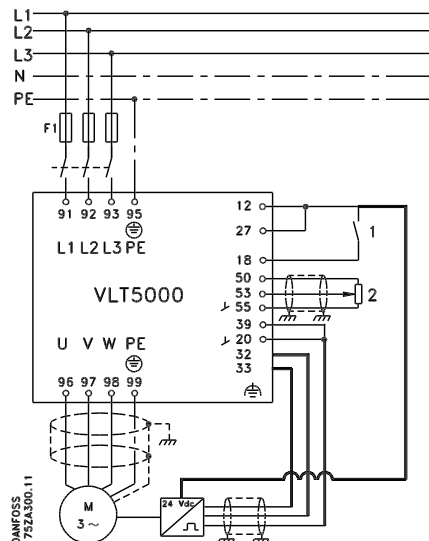 L1
L2
L3
N
PE
F1
91 92 93 95
L1 L2 L3 PE
VLT5000
U V W PE
96 97 98 99
12
27
18
50
53
55
39
20
32
33
1
2
M
3 ~
24 Vdc
DANFOSS
75ZA300.11